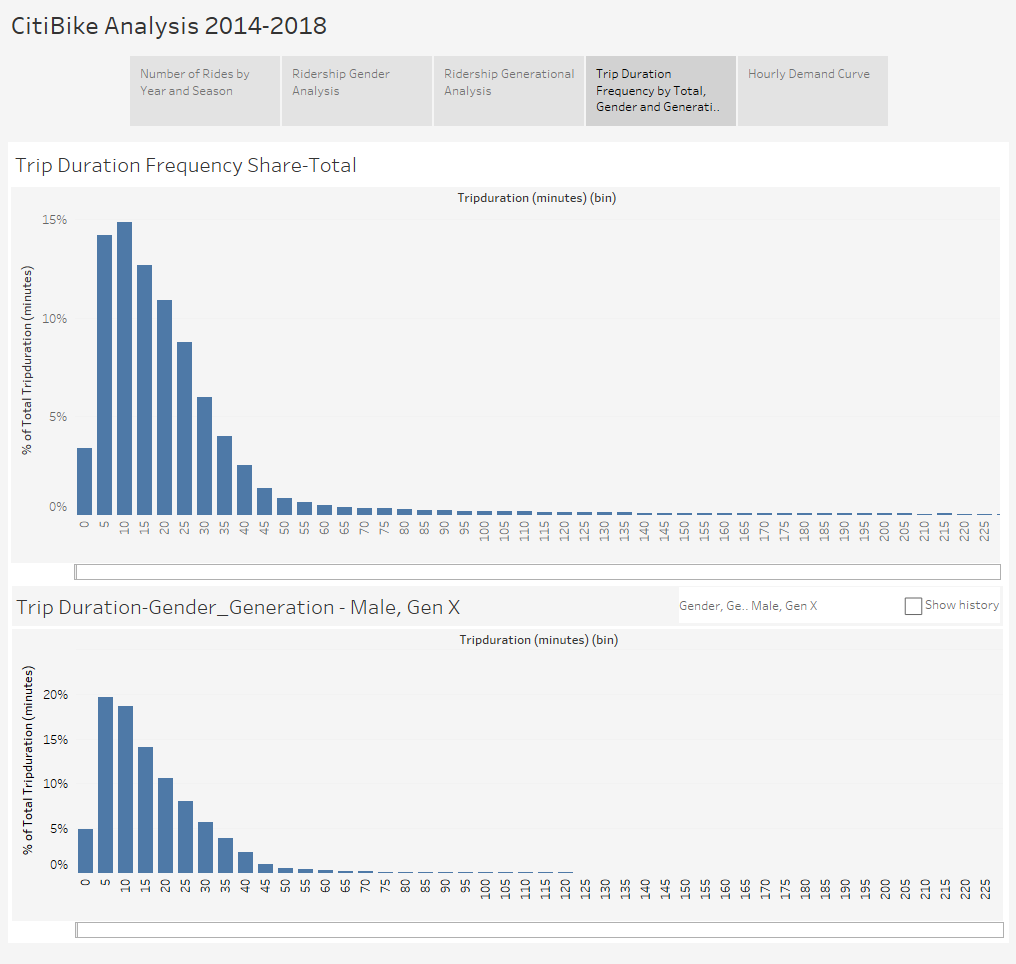 CitiBike Analysis 2014-2018
Number of Rides by
Year and Season
Ridership Gender
Analysis
Ridership Generational
Analysis
Trip Duration
Frequency by Total,
Gender and Generati..
Hourly Demand Curve
Trip Duration Frequency Share-Total
Tripduration (minutes) (bin)
% of Total Tripduration (minutes)
15%
10%
5%
0%
0 5 10 15 20 25 30 35 40 45 50 55 60 65 70 75 80 85 90 95 100 105 110 115 120 125 130 135 140 145 150 155 160 165 170 175 180 185 190 195 200 205 210 215 220 225
Trip Duration-Gender_Generation - Male, Gen X
Gender, Ge.. Male, Gen X
Show history
Tripduration (minutes) (bin)
% of Total Tripduration (minutes)
20%
15%
10%
5%
0%
0 5 10 15 20 25 30 35 40 45 50 55 60 65 70 75 80 85 90 95 100 105 110 115 120 125 130 135 140 145 150 155 160 165 170 175 180 185 190 195 200 205 210 215 220 225